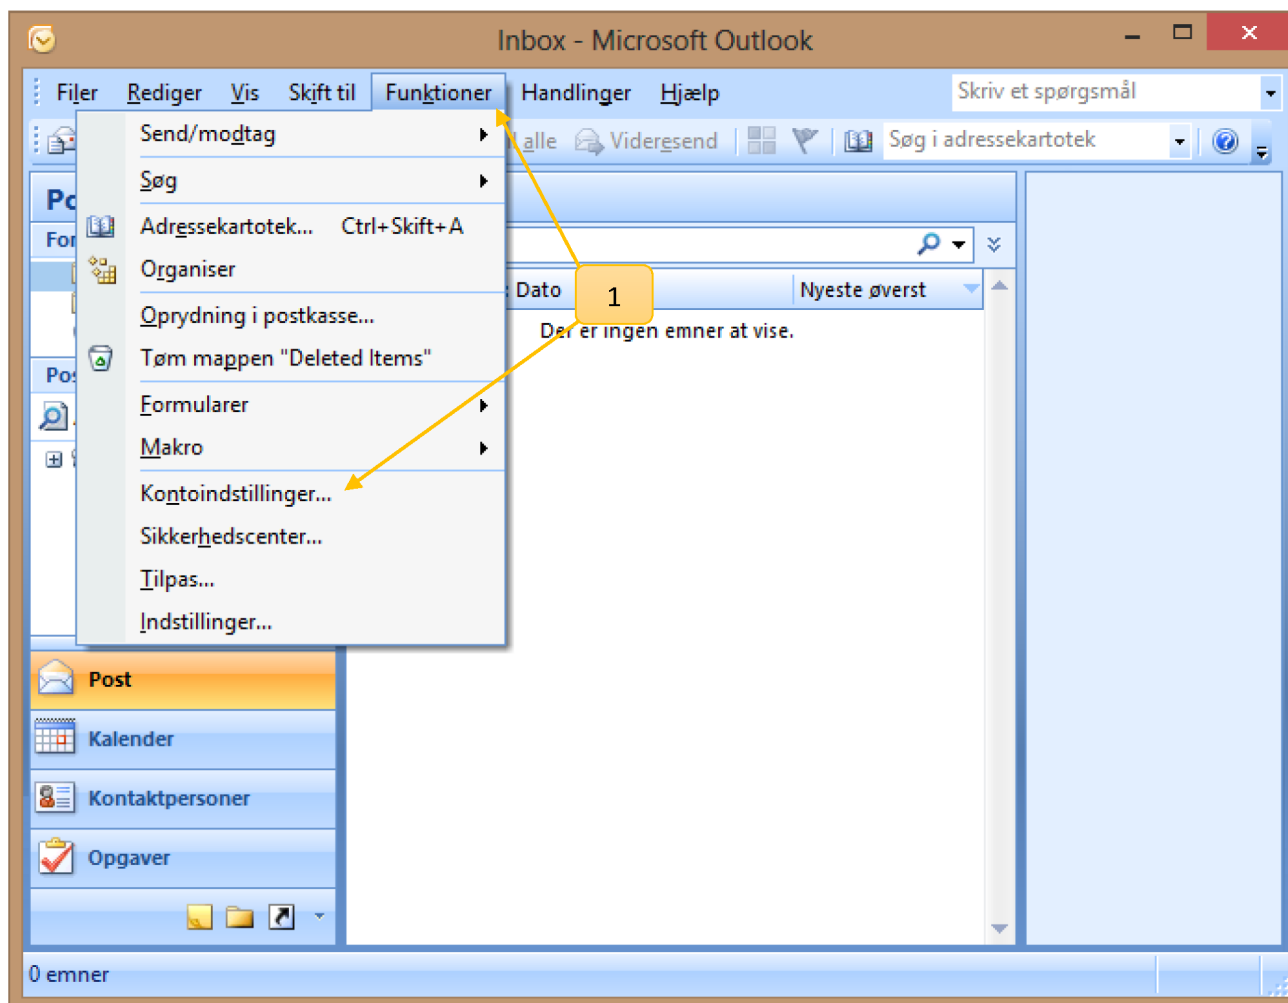 Inbox - Microsoft Outlook
Filer Rediger Vis Skift til Funktioner Handlinger Hjælp Skriv et spørgsmål
alle Videresend Søg i adressekartotek
Send/modtag
Søg
Adressekartotek... Ctrl+Skift+A
Organiser
Oprydning i postkasse...
Tøm mappen "Deleted Items"
Formularer
Makro
Kontoindstillinger...
Sikkerhedscenter...
Tilpas...
Indstillinger...
Dato Nyeste øverst
1
Der er ingen emner at vise.
Post
Kalender
Kontaktpersoner
Opgaver
0 emner